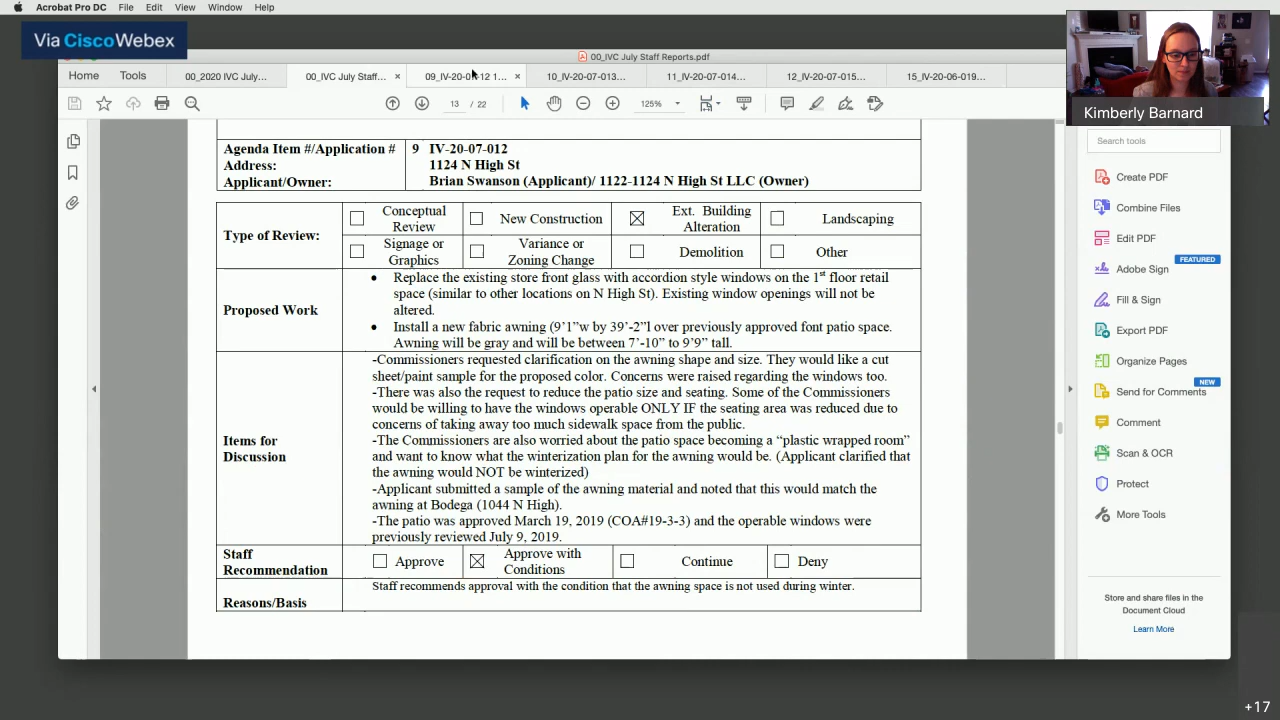 Acrobat Pro DC File Edit View Window Help
Via Cisco Webex
00_IVC July Staff Reports.pdf
Home Tools 00_2020 IVC July... 00_IVC July Staff... × 09_IV-20-07-012 1... × 10_IV-20-07-013... 11_IV-20-07-014... 12_IV-20-07-015... 15_IV-20-06-019...
13 / 22 125%
Kimberly Barnard
Search tools
Create PDF
Combine Files
Edit PDF
FEATURED
Adobe Sign
Fill & Sign
Export PDF
Organize Pages
NEW
Send for Comments
Comment
Scan & OCR
Protect
More Tools
Store and share files in the
Document Cloud
Learn More
+17
Agenda Item #/Application # 9 IV-20-07-012
Address: 1124 N High St
Applicant/Owner: Brian Swanson (Applicant)/ 1122-1124 N High St LLC (Owner)
Type of Review:
Conceptual Review
New Construction
Ext. Building Alteration
Landscaping
Signage or Graphics
Variance or Zoning Change
Demolition
Other
Proposed Work
• Replace the existing store front glass with accordion style windows on the 1st floor retail
space (similar to other locations on N High St). Existing window openings will not be
altered.
• Install a new fabric awning (9’1”w by 39’-2”l over previously approved font patio space.
Awning will be gray and will be between 7’-10” to 9’9” tall.
Items for
Discussion
-Commissioners requested clarification on the awning shape and size. They would like a cut
sheet/paint sample for the proposed color. Concerns were raised regarding the windows too.
-There was also the request to reduce the patio size and seating. Some of the Commissioners
would be willing to have the windows operable ONLY IF the seating area was reduced due to
concerns of taking away too much sidewalk space from the public.
-The Commissioners are also worried about the patio space becoming a “plastic wrapped room”
and want to know what the winterization plan for the awning would be. (Applicant clarified that
the awning would NOT be winterized)
-Applicant submitted a sample of the awning material and noted that this would match the
awning at Bodega (1044 N High).
-The patio was approved March 19, 2019 (COA#19-3-3) and the operable windows were
previously reviewed July 9, 2019.
Staff
Recommendation
Approve
Approve with
Conditions
Continue
Deny
Reasons/Basis
Staff recommends approval with the condition that the awning space is not used during winter.